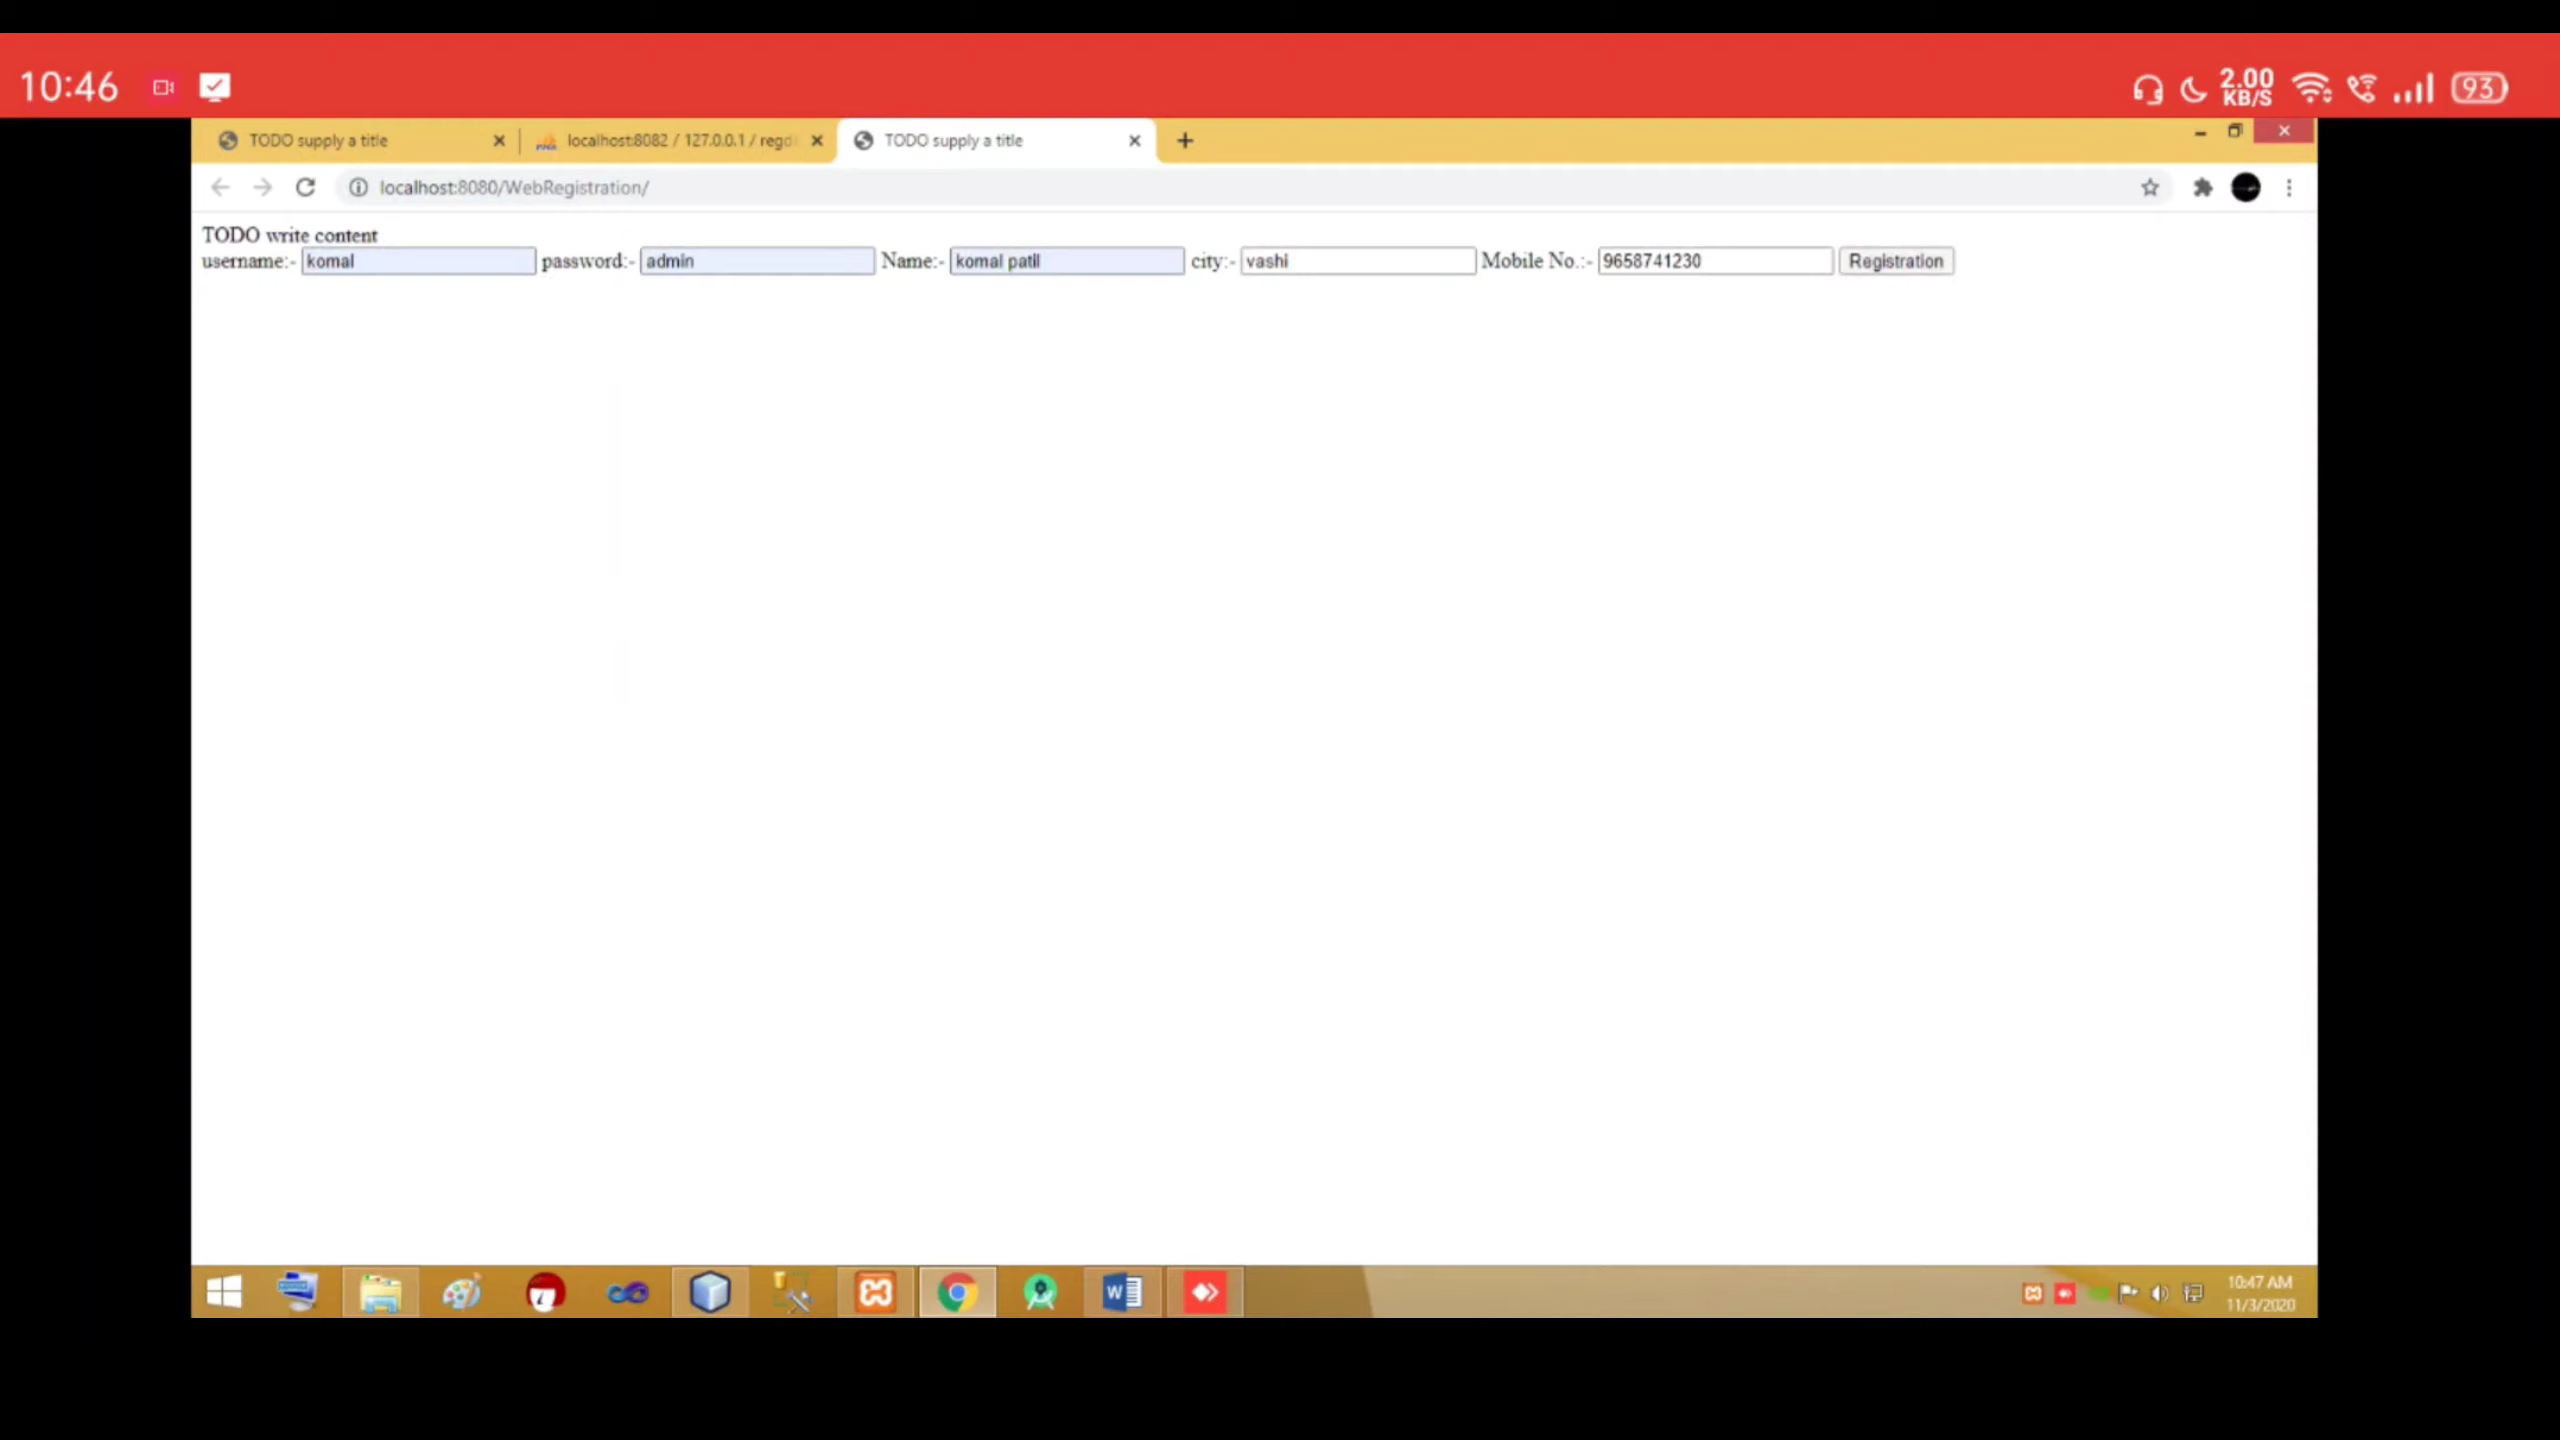 10:46 2.00 KB/S 93
TODO supply a title localhost:8082 / 127.0.0.1 / regd TODO supply a title
localhost:8080/WebRegistration/
TODO write content
username:- komal password:- admin Name:- komal patil city:- vashi Mobile No.:- 9658741230 Registration
10:47 AM
11/3/2020